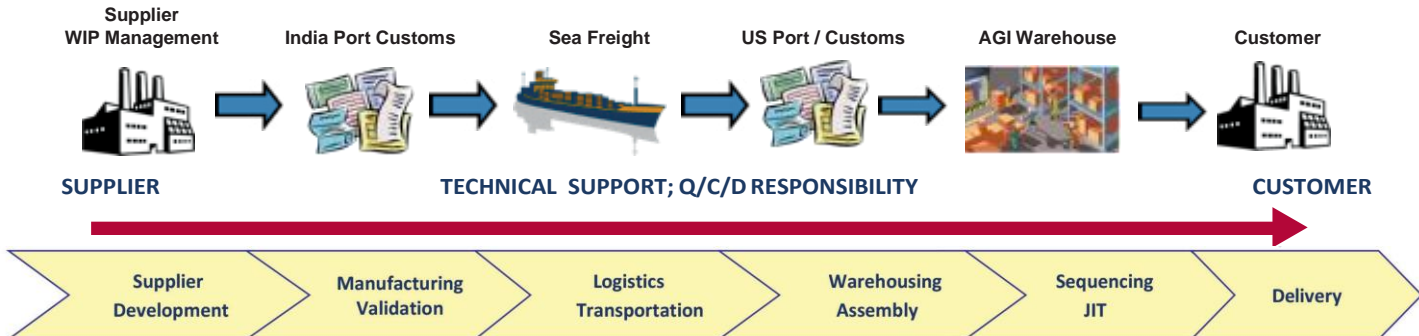 Supplier
WIP Management
India Port Customs
Sea Freight
US Port / Customs
AGI Warehouse
Customer
SUPPLIER
TECHNICAL SUPPORT; Q/C/D RESPONSIBILITY
CUSTOMER
Supplier
Development
Manufacturing
Validation
Logistics
Transportation
Warehousing
Assembly
Sequencing
JIT
Delivery